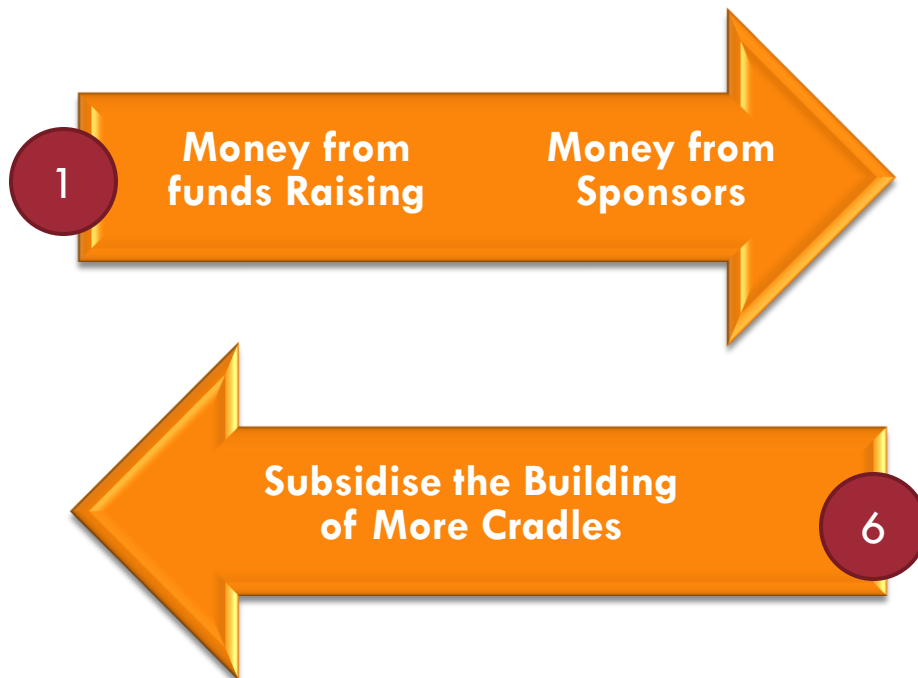 1
Money from
funds Raising
Money from
Sponsors
Subsidise the Building
of More Cradles
6